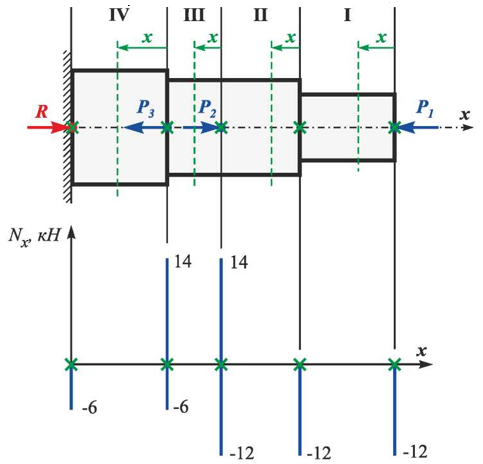 IV III II I
x x x x
R P3 P2 P1 x
Nx, кН
14 14
x
-6 -6
-12 -12 -12